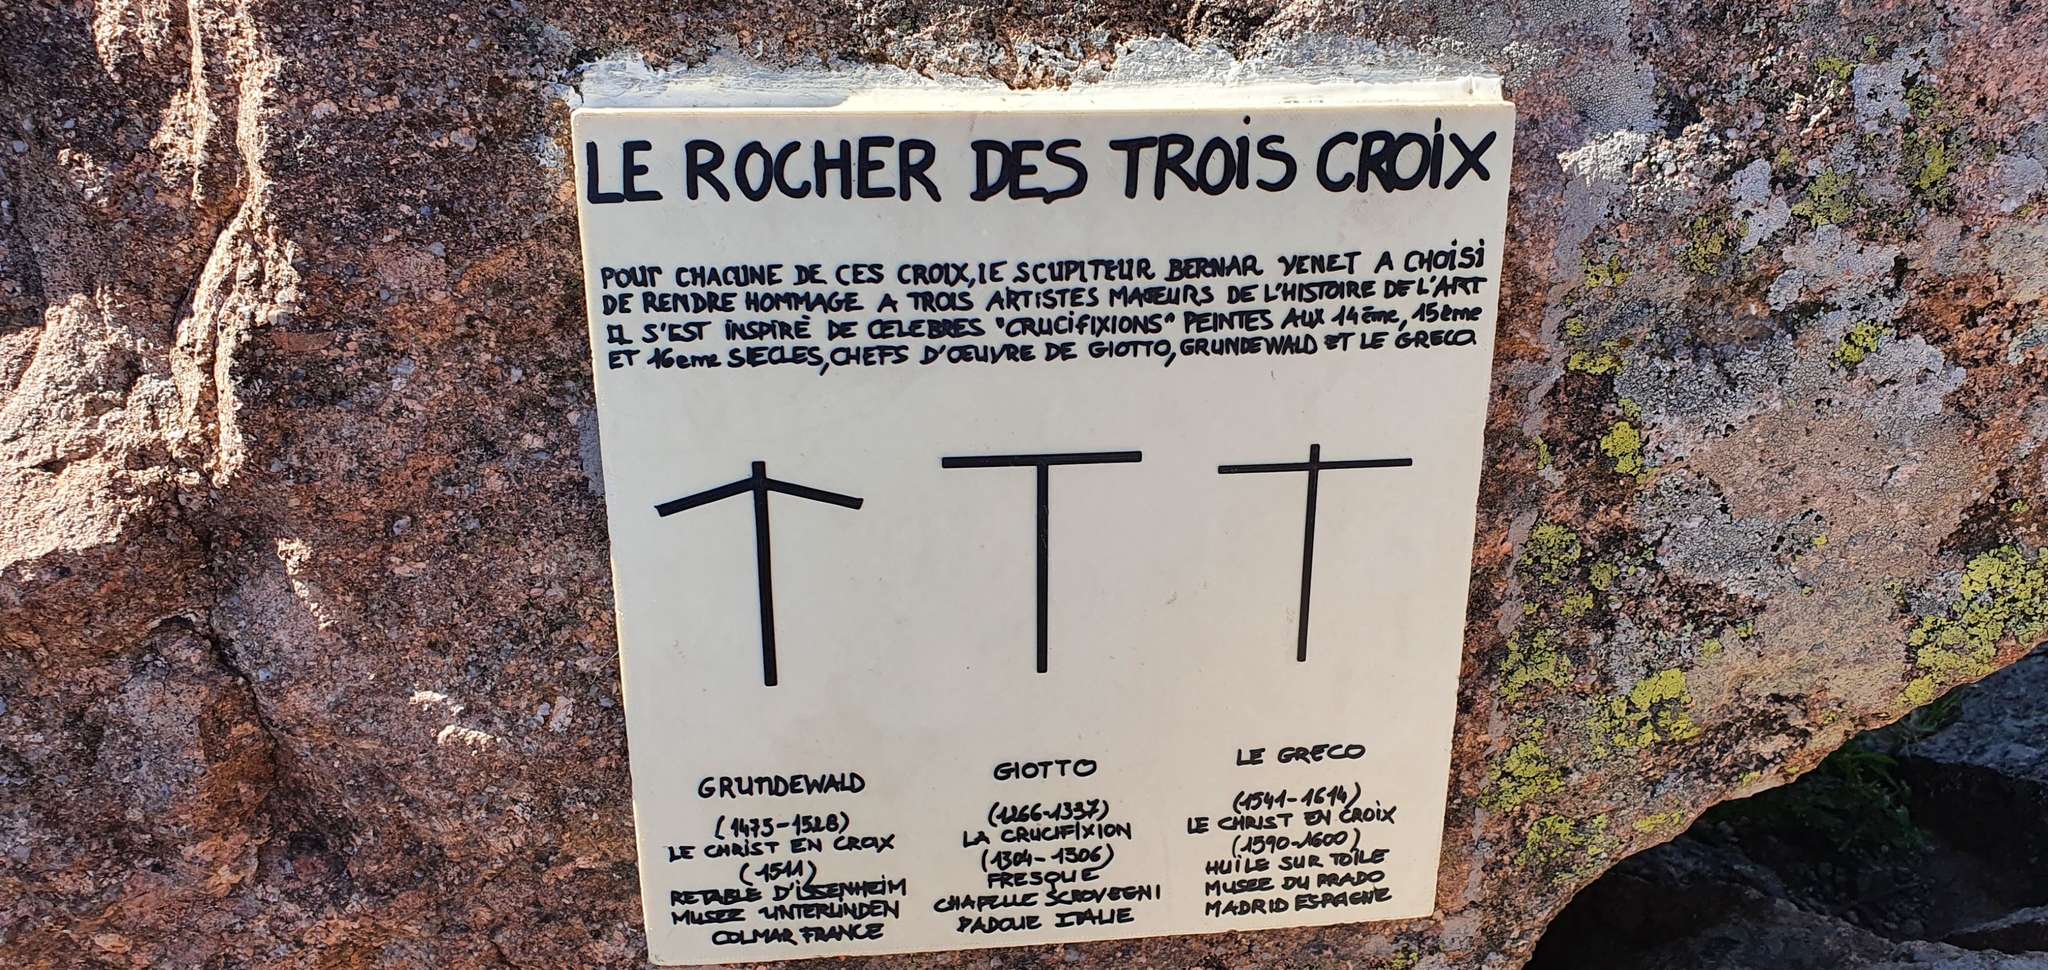 LE ROCHER DES TROIS CROIX
POUR CHACUNE DE CES CROIX, LE SCULPTEUR BERNAR VENET A CHOISI
DE RENDRE HOMMAGE A TROIS ARTISTES MAJEURS DE L'HISTOIRE DE L'ART
IL S'EST INSPIRÉ DE CELEBRES "CRUCIFIXIONS" PEINTES AUX 14ème, 15ème
ET 16eme SIECLES, CHEFS D'ŒUVRE DE GIOTTO, GRUNDEWALD ET LE GRECO.
GRUNDEWALD
(1475-1528)
LE CHRIST EN CROIX
(1511)
RETABLE D'ISSENHEIM
MUSEE UNTERLINDEN
COLMAR FRANCE
GIOTTO
(1266-1337)
LA CRUCIFIXION
(1304-1306)
FRESQUE
CHAPELLE SCROVEGNI
PADOUE ITALIE
LE GRECO
(1541-1614)
LE CHRIST EN CROIX
(1590-1600)
HUILE SUR TOILE
MUSEE DU PRADO
MADRID ESPAGNE